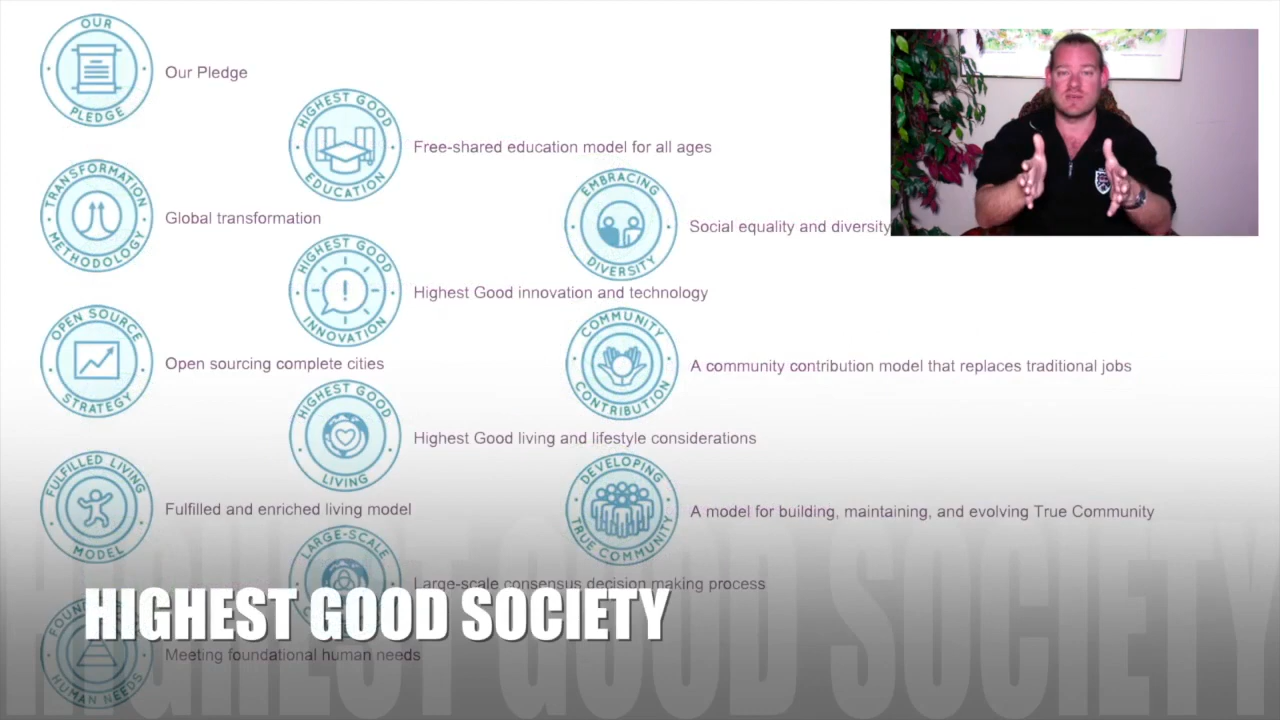 OUR
PLEDGE
Our Pledge
HIGHEST GOOD
EDUCATION
Free-shared education model for all ages
TRANSFORMATION
METHODOLOGY
Global transformation
EMBRACING
DIVERSITY
Social equality and diversity
HIGHEST GOOD
INNOVATION
Highest Good innovation and technology
OPEN SOURCE
STRATEGY
Open sourcing complete cities
COMMUNITY
CONTRIBUTION
A community contribution model that replaces traditional jobs
HIGHEST GOOD
LIVING
Highest Good living and lifestyle considerations
FULFILLED LIVING
MODEL
Fulfilled and enriched living model
DEVELOPING
TRUE COMMUNITY
A model for building, maintaining, and evolving True Community
LARGE-SCALE
Large-scale consensus decision making process
HIGHEST GOOD SOCIETY
HUMAN NEEDS
Meeting foundational human needs
HIGHEST GOOD SOCIETY